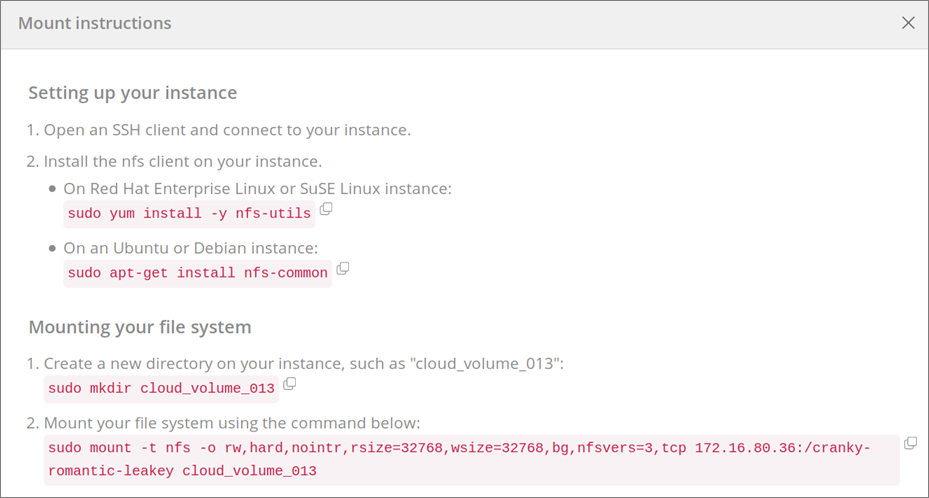 Mount instructions
Setting up your instance
1. Open an SSH client and connect to your instance.
2. Install the nfs client on your instance.
• On Red Hat Enterprise Linux or SuSE Linux instance:
sudo yum install -y nfs-utils
• On an Ubuntu or Debian instance:
sudo apt-get install nfs-common
Mounting your file system
1. Create a new directory on your instance, such as "cloud_volume_013":
sudo mkdir cloud_volume_013
2. Mount your file system using the command below:
sudo mount -t nfs -o rw,hard,nointr,rsize=32768,wsize=32768,bg,nfsvers=3,tcp 172.16.80.36:/cranky-
romantic-leakey cloud_volume_013